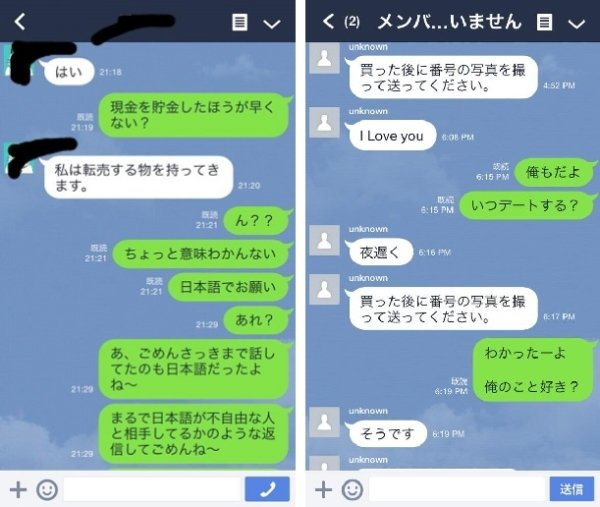 はい
21:18
現金を貯金したほうが早く
ない？
既読
21:19
私は転売する物を持ってき
ます。
21:20
ん？？
既読
21:21
ちょっと意味わかんない
既読
21:21
日本語でお願い
既読
21:21
あれ？
21:29
あ、ごめんさっきまで話し
てたのも日本語だったよ
ね〜
21:29
まるで日本語が不自由な人
と相手してるかのような返
信してごめんね〜
21:29
(2) メンバ...いません
unknown
買った後に番号の写真を撮
って送ってください。
4:52 PM
unknown
I Love you
6:08 PM
俺もだよ
既読
6:15 PM
いつデートする？
既読
6:15 PM
unknown
夜遅く
6:16 PM
unknown
買った後に番号の写真を撮
って送ってください。
6:17 PM
わかったーよ
俺のこと好き？
既読
6:19 PM
unknown
そうです
6:19 PM
unknown
送信